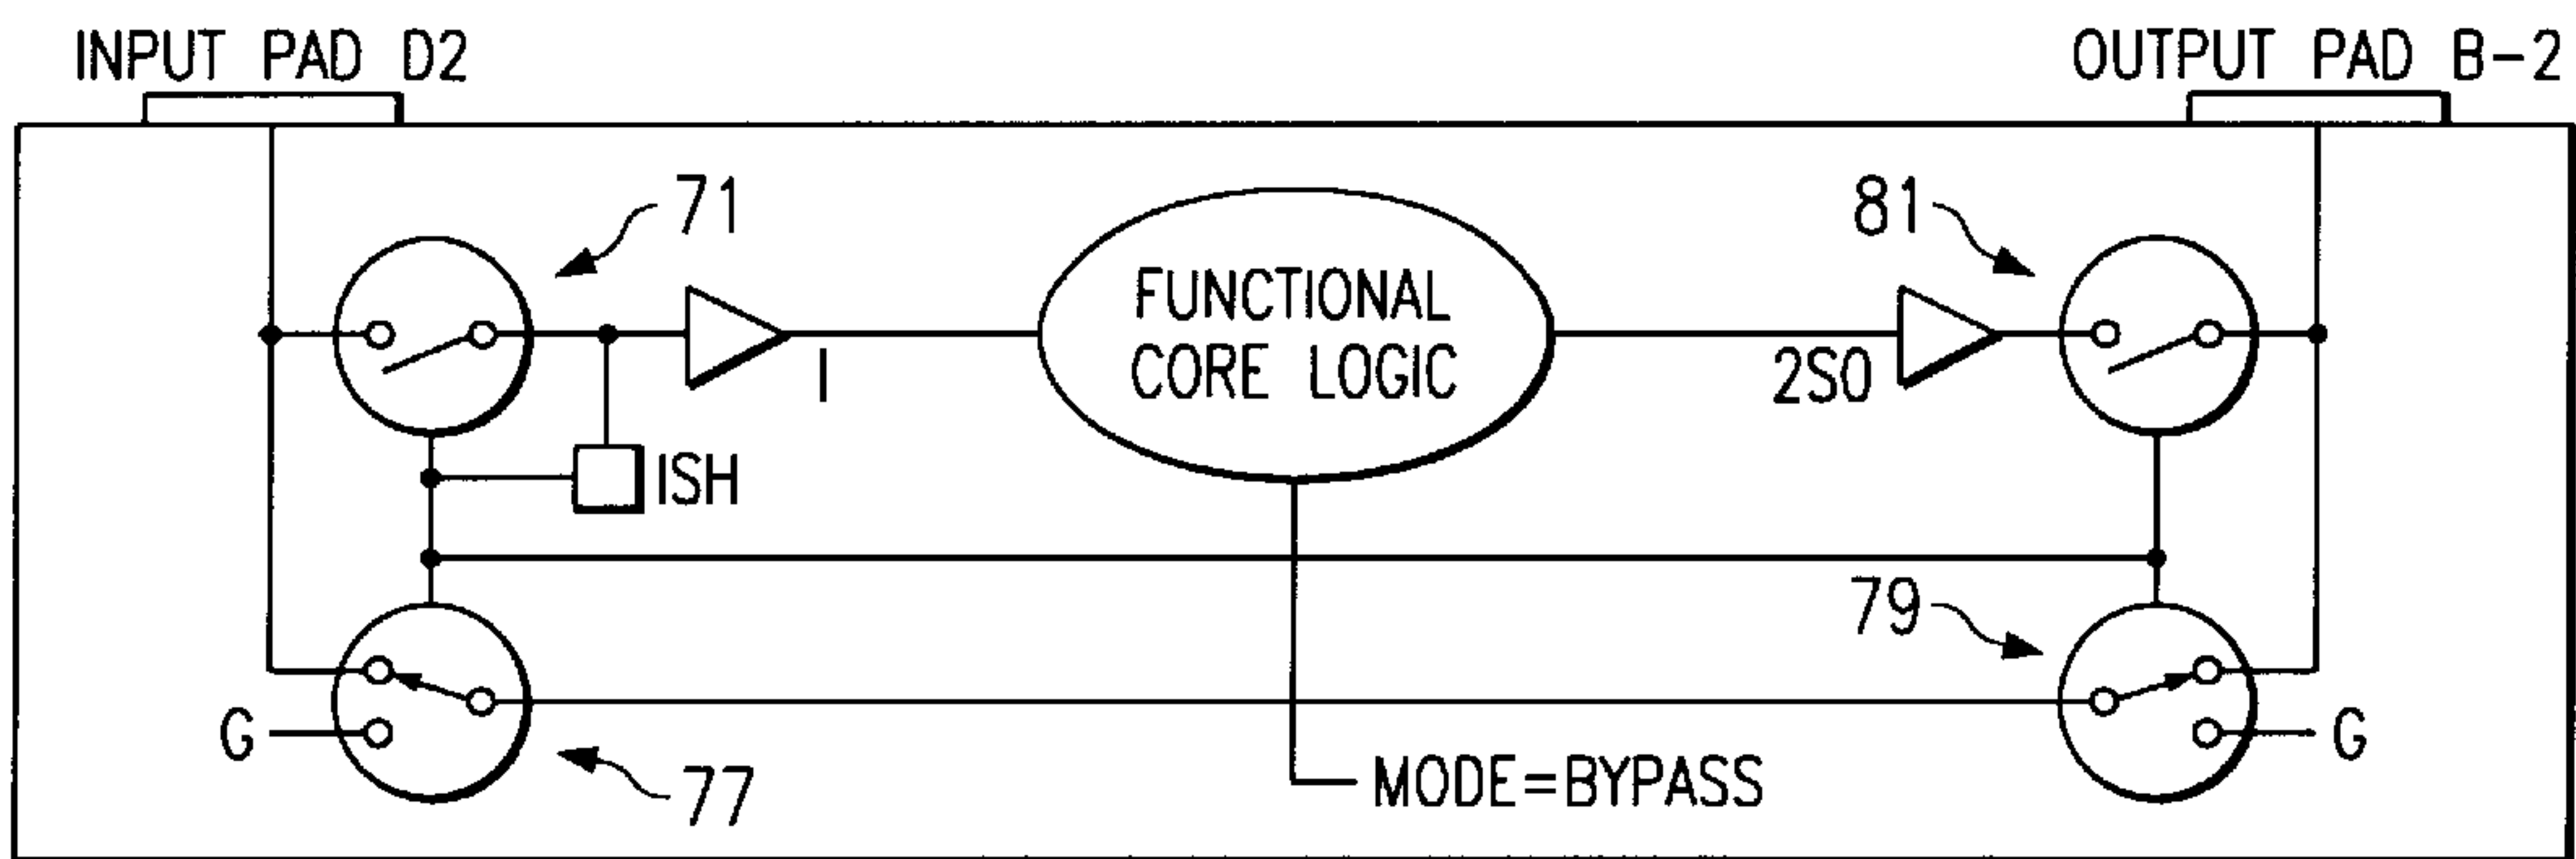 INPUT PAD D2
OUTPUT PAD B-2
71
81
FUNCTIONAL
CORE LOGIC
I
2SO
ISH
79
G
G
77
MODE=BYPASS